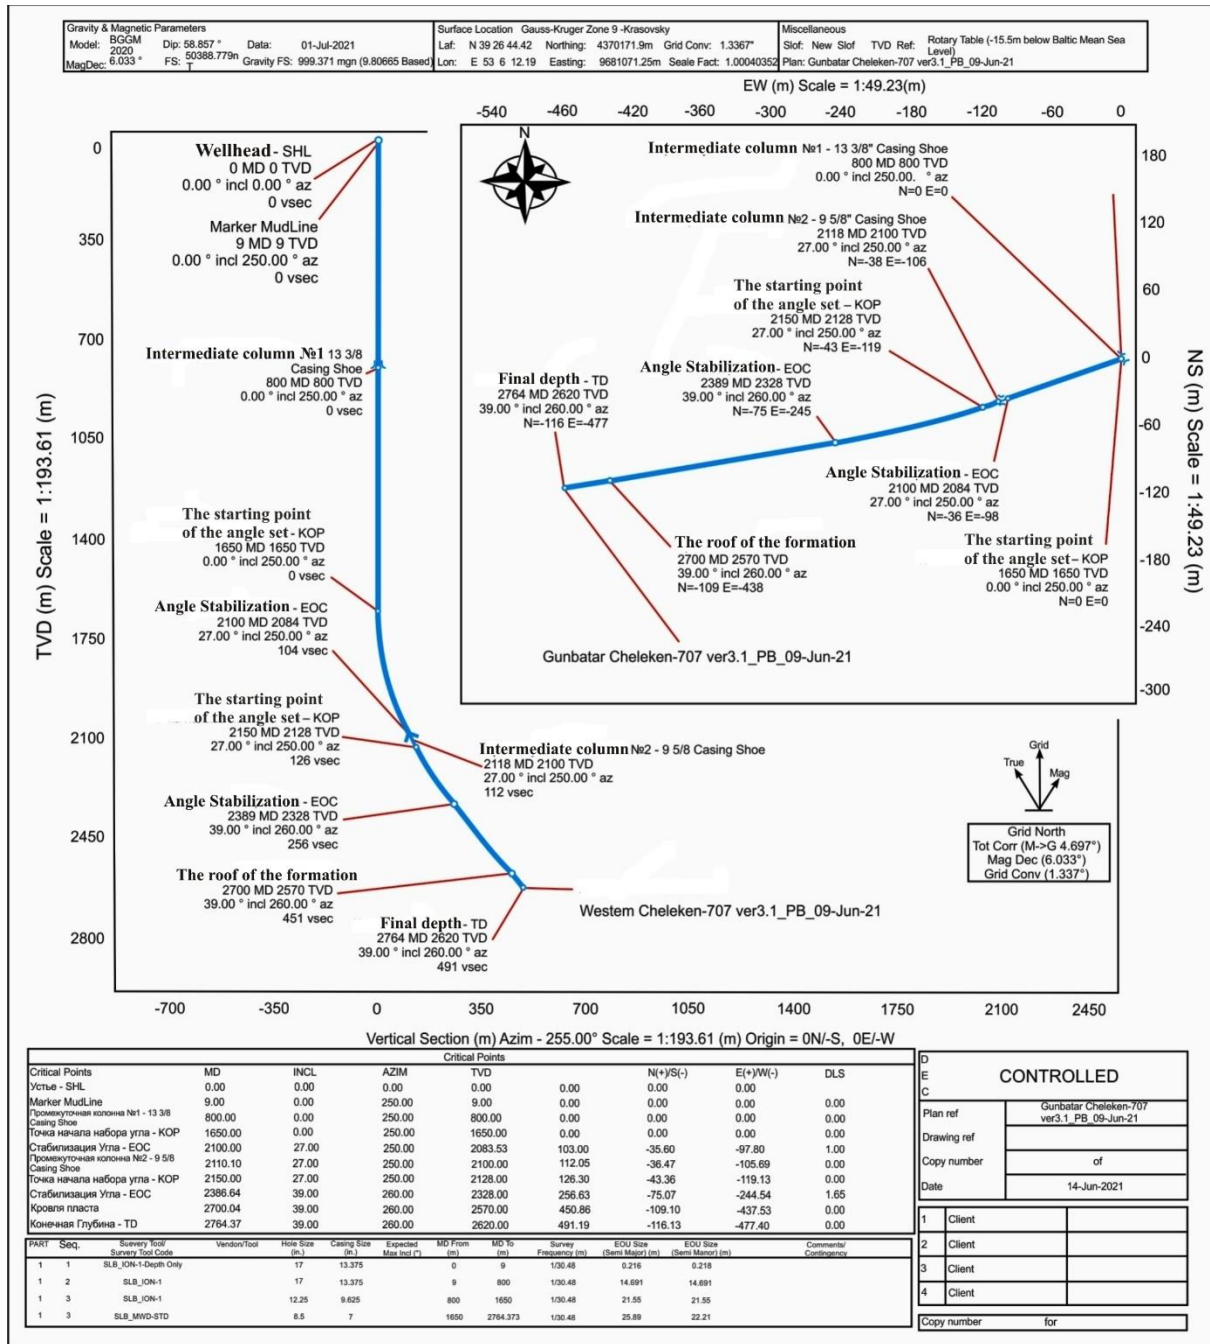 Gravity & Magnetic Parameters
Model: BGGM 2020 Dip: 58.857 ° Data: 01-Jul-2021
MagDec: 6.033 ° FS: 50388.779n T Gravity FS: 999.371 mgn (9.80665 Based)
Surface Location Gauss-Kruger Zone 9 -Krasovsky
Laf: N 39 26 44.42 Northing: 4370171.9m Grid Conv: 1.3367°
Lon: E 53 6 12.19 Easting: 9681071.25m Seale Fact: 1.00040352
Miscellaneous
Slof: New Slof TVD Ref: Rotary Table (-15.5m below Baltic Mean Sea Level)
Plan: Gunbatar Cheleken-707 ver3.1_PB_09-Jun-21
EW (m) Scale = 1:49.23(m)
-540 -460 -420 -360 -300 -240 -180 -120 -60 0
N
Intermediate column №1 - 13 3/8" Casing Shoe
800 MD 800 TVD
0.00 ° incl 250.00. ° az
N=0 E=0
Intermediate column №2 - 9 5/8" Casing Shoe
2118 MD 2100 TVD
27.00 ° incl 250.00 ° az
N=-38 E=-106
The starting point
of the angle set – KOP
2150 MD 2128 TVD
27.00 ° incl 250.00 ° az
N=-43 E=-119
Angle Stabilization - EOC
2389 MD 2328 TVD
39.00 ° incl 260.00 ° az
N=-75 E=-245
Final depth - TD
2764 MD 2620 TVD
39.00 ° incl 260.00 ° az
N=-116 E=-477
Angle Stabilization - EOC
2100 MD 2084 TVD
27.00 ° incl 250.00 ° az
N=-36 E=-98
The roof of the formation
2700 MD 2570 TVD
39.00 ° incl 260.00 ° az
N=-109 E=-438
The starting point
of the angle set – KOP
1650 MD 1650 TVD
0.00 ° incl 250.00 ° az
N=0 E=0
Gunbatar Cheleken-707 ver3.1_PB_09-Jun-21
180
120
60
0
-60
-120
-180
-240
-300
NS (m) Scale = 1:49.23 (m)
TVD (m) Scale = 1:193.61 (m)
0
350
700
1050
1400
1750
2100
2450
2800
Wellhead - SHL
0 MD 0 TVD
0.00 ° incl 0.00 ° az
0 vsec
Marker MudLine
9 MD 9 TVD
0.00 ° incl 250.00 ° az
0 vsec
Intermediate column №1 13 3/8
Casing Shoe
800 MD 800 TVD
0.00 ° incl 250.00 ° az
0 vsec
The starting point
of the angle set - KOP
1650 MD 1650 TVD
0.00 ° incl 250.00 ° az
0 vsec
Angle Stabilization - EOC
2100 MD 2084 TVD
27.00 ° incl 250.00 ° az
104 vsec
The starting point
of the angle set – KOP
2150 MD 2128 TVD
27.00 ° incl 250.00 ° az
126 vsec
Intermediate column №2 - 9 5/8 Casing Shoe
2118 MD 2100 TVD
27.00 ° incl 250.00 ° az
112 vsec
Angle Stabilization - EOC
2389 MD 2328 TVD
39.00 ° incl 260.00 ° az
256 vsec
The roof of the formation
2700 MD 2570 TVD
39.00 ° incl 260.00 ° az
451 vsec
Final depth- TD
2764 MD 2620 TVD
39.00 ° incl 260.00 ° az
491 vsec
Westem Cheleken-707 ver3.1_PB_09-Jun-21
Grid
True Mag
Grid North
Tot Corr (M->G 4.697°)
Mag Dec (6.033°)
Grid Conv (1.337°)
-700 -350 0 350 700 1050 1400 1750 2100 2450
Vertical Section (m) Azim - 255.00° Scale = 1:193.61 (m) Origin = 0N/-S, 0E/-W
Critical Points
Critical Points MD INCL AZIM TVD N(+)/S(-) E(+)/W(-) DLS
Устье - SHL 0.00 0.00 0.00 0.00 0.00 0.00 0.00
Marker MudLine 9.00 0.00 250.00 9.00 0.00 0.00 0.00 0.00
Промежуточная колонна №1 - 13 3/8 Casing Shoe 800.00 0.00 250.00 800.00 0.00 0.00 0.00 0.00
Точка начала набора угла - КОР 1650.00 0.00 250.00 1650.00 0.00 0.00 0.00 0.00
Стабилизация Угла - EOC 2100.00 27.00 250.00 2083.53 103.00 -35.60 -97.80 1.00
Промежуточная колонна №2 - 9 5/8 Casing Shoe 2110.10 27.00 250.00 2100.00 112.05 -36.47 -105.69 0.00
Точка начала набора угла - КОР 2150.00 27.00 250.00 2128.00 126.30 -43.36 -119.13 0.00
Стабилизация Угла - EOC 2386.64 39.00 260.00 2328.00 256.63 -75.07 -244.54 1.65
Кровля пласта 2700.04 39.00 260.00 2570.00 450.86 -109.10 -437.53 0.00
Конечная Глубина - TD 2764.37 39.00 260.00 2620.00 491.19 -116.13 -477.40 0.00
PART Seq. Suevery Tool/ Survery Tool Code Vendon/Tool Hole Size (in.) Casing Size (in.) Expected Max Incl (°) MD From (m) MD To (m) Survey Frequency (m) EOU Size (Semi Major) (m) EOU Size (Semi Manor) (m) Comments/ Contingency
1 1 SLB_ION-1-Depth Only 17 13.375 0 9 1/30.48 0.216 0.218
1 2 SLB_ION-1 17 13.375 9 800 1/30.48 14.691 14.691
1 3 SLB_ION-1 12.25 9.625 800 1650 1/30.48 21.55 21.55
1 3 SLB_MWD-STD 8.5 7 1650 2764.373 1/30.48 25.89 22.21
D
E
C
CONTROLLED
Plan ref Gunbatar Cheleken-707 ver3.1_PB_09-Jun-21
Drawing ref
Copy number of
Date 14-Jun-2021
1 Client
2 Client
3 Client
4 Client
Copy number for